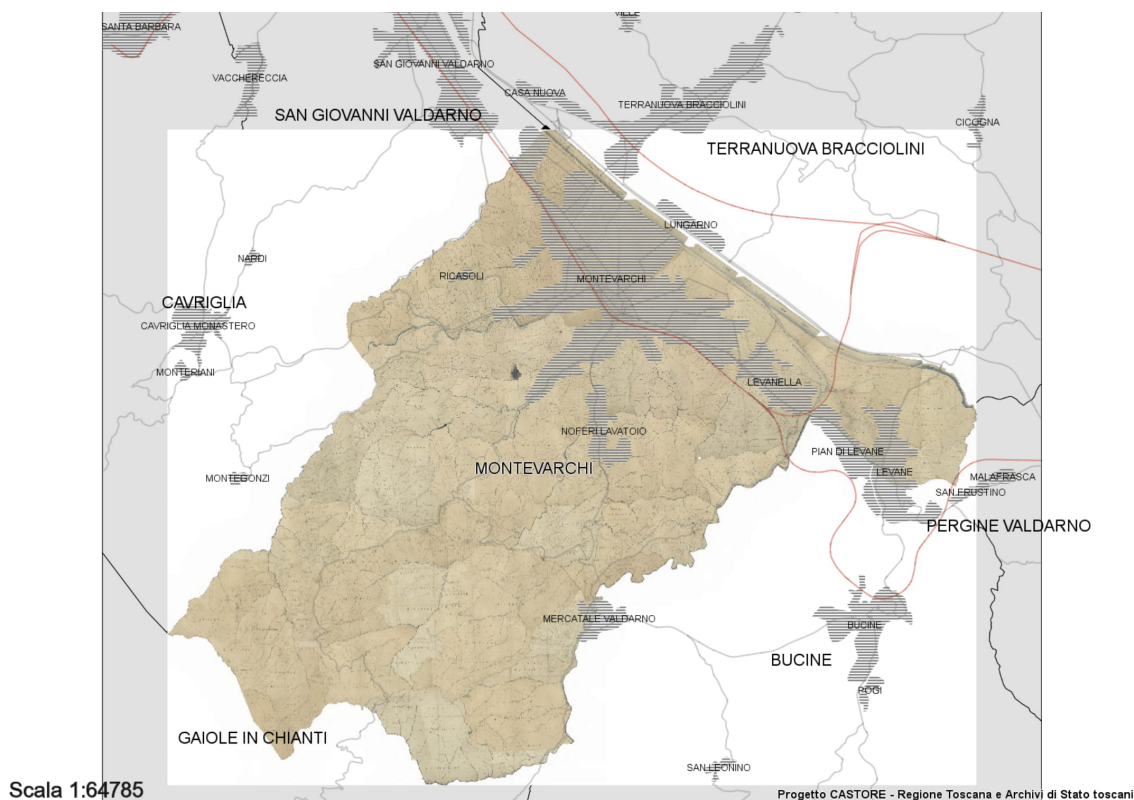 VILLE
SANTA BARBARA
SAN GIOVANNI VALDARNO
VACCHERECCIA
CASA NUOVA
TERRANUOVA BRACCIOLINI
SAN GIOVANNI VALDARNO
CICOGNA
TERRANUOVA BRACCIOLINI
LUNGARNO
NARDI
RICASOLI
MONTEVARCHI
CAVRIGLIA
CAVRIGLIA MONASTERO
MONTERIANI
LEVANELLA
NOFERI LAVATOIO
PIAN DI LEVANE
MONTEVARCHI
LEVANE
MONTEGONZI
MALAFRASCA
SAN FRUSTINO
PERGINE VALDARNO
MERCATALE VALDARNO
BUCINE
BUCINE
POGI
GAIOLE IN CHIANTI
SAN LEONINO
Scala 1:64785
Progetto CASTORE - Regione Toscana e Archivi di Stato toscani